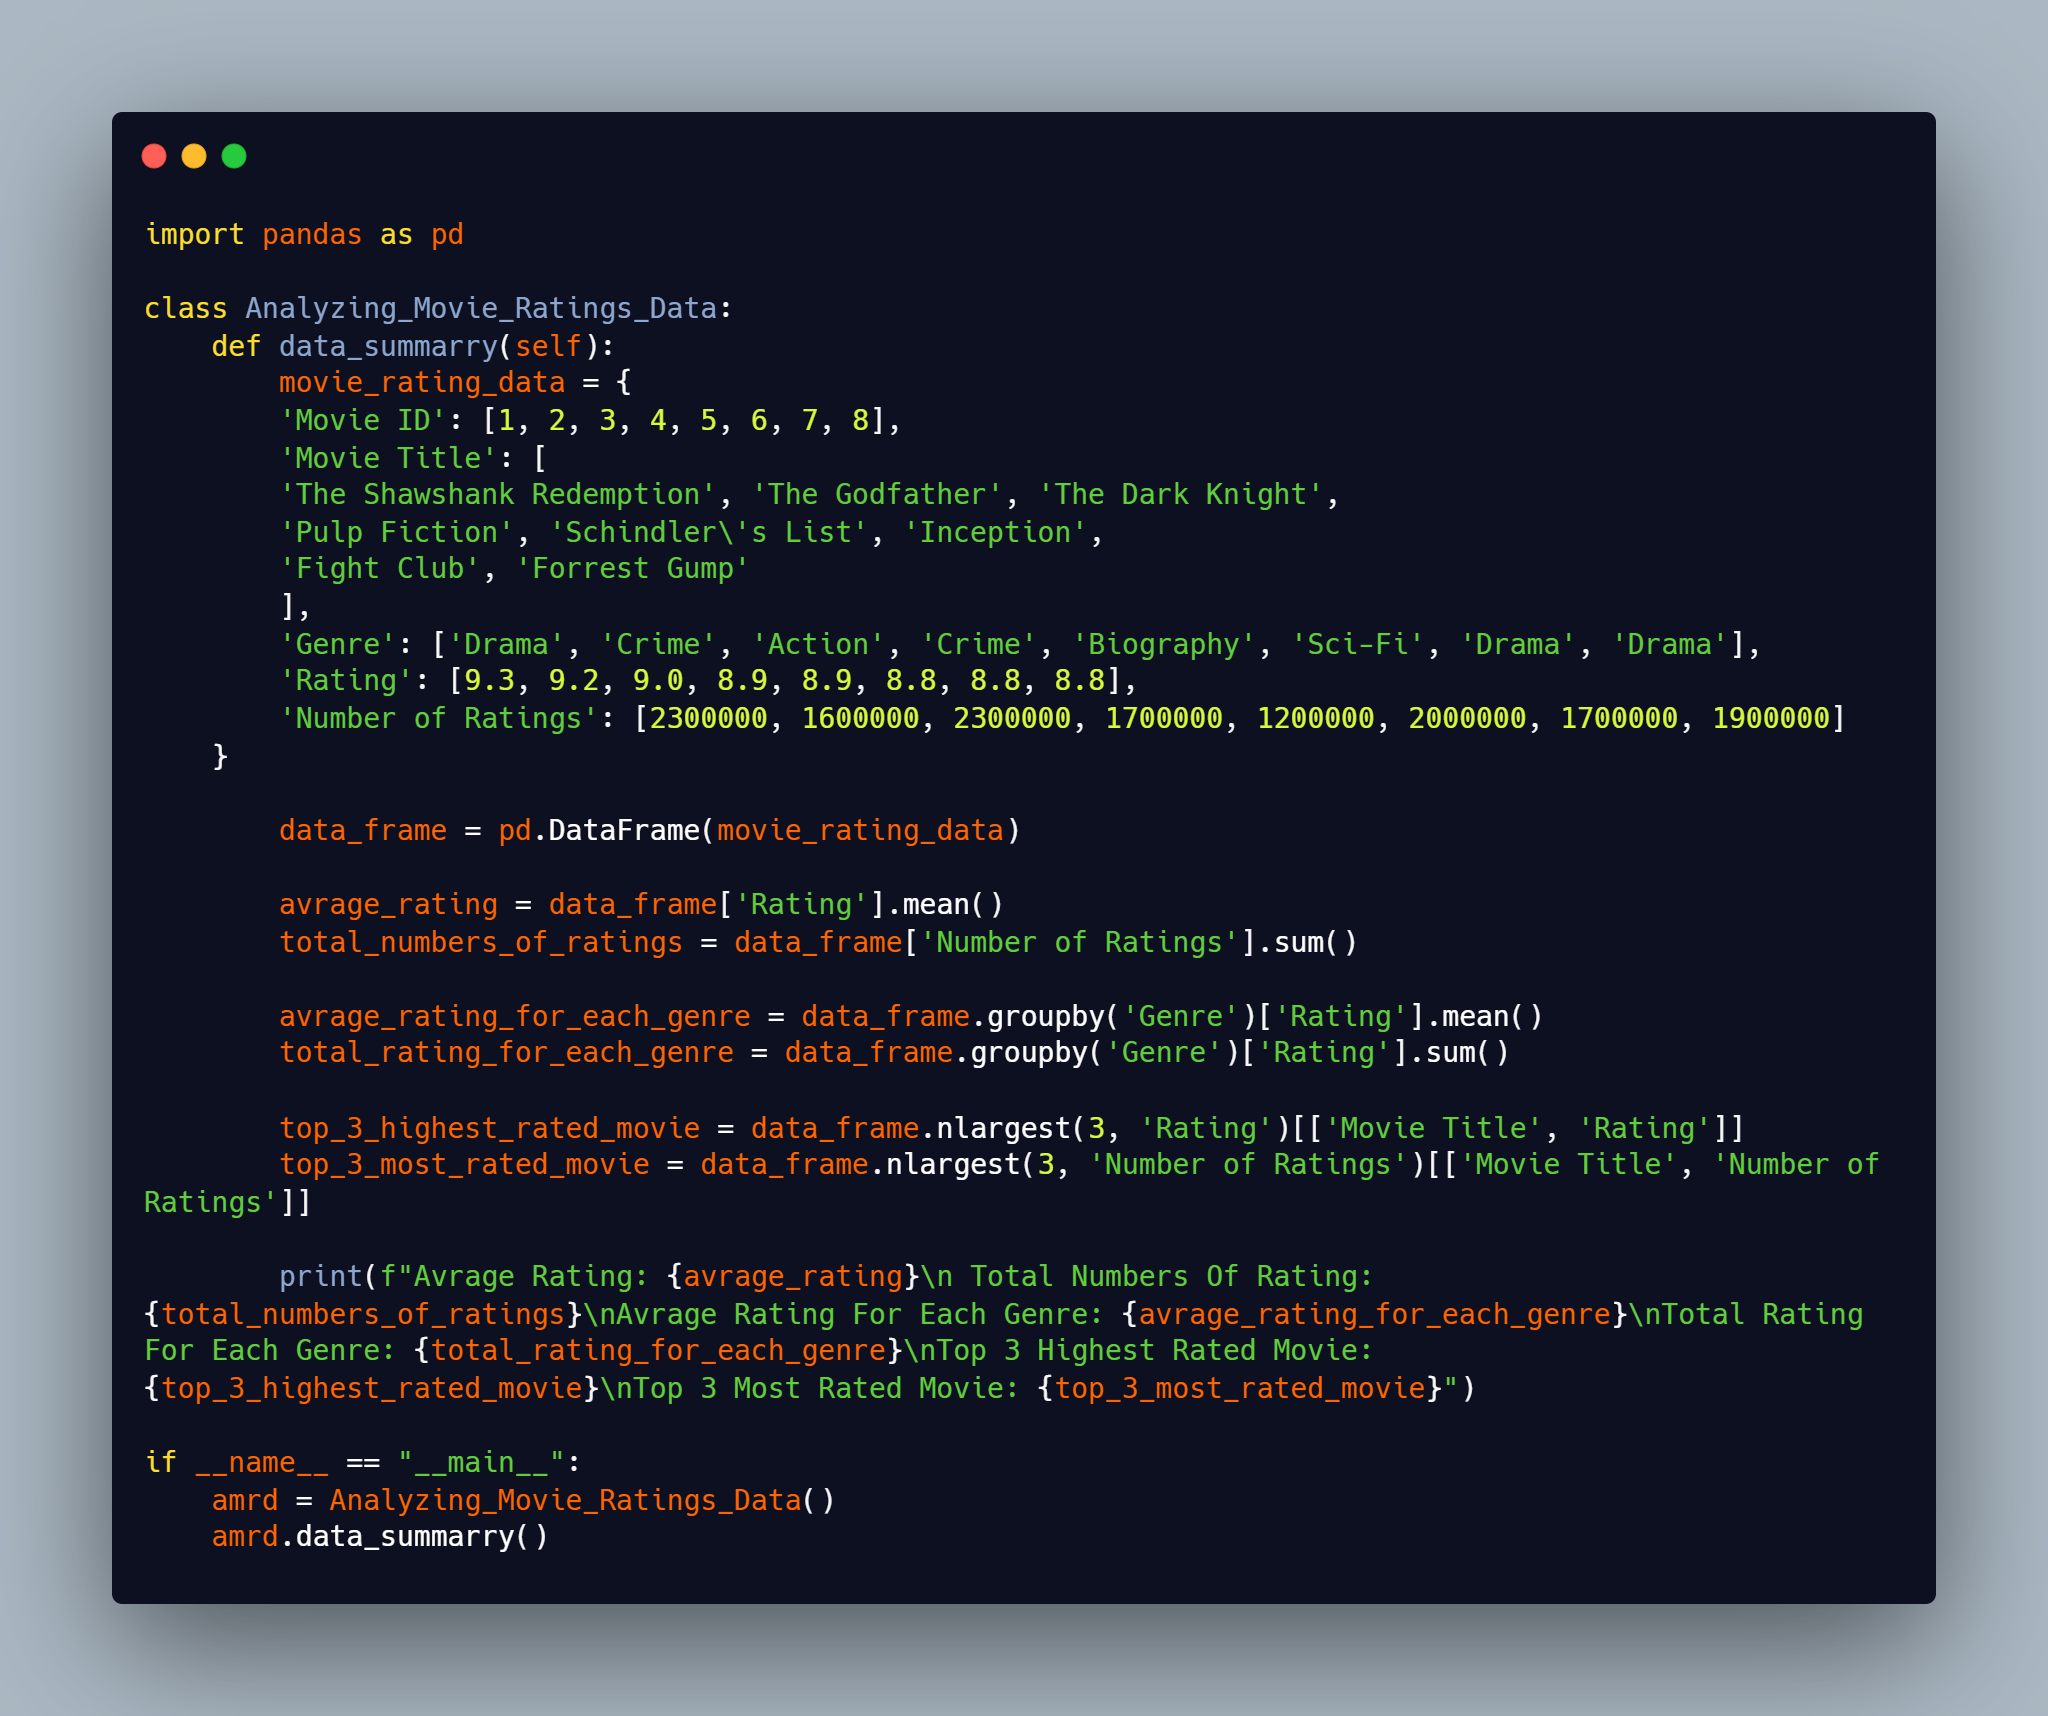 import pandas as pd

class Analyzing_Movie_Ratings_Data:
    def data_summarry(self):
        movie_rating_data = {
        'Movie ID': [1, 2, 3, 4, 5, 6, 7, 8],
        'Movie Title': [
        'The Shawshank Redemption', 'The Godfather', 'The Dark Knight',
        'Pulp Fiction', 'Schindler\'s List', 'Inception',
        'Fight Club', 'Forrest Gump'
        ],
        'Genre': ['Drama', 'Crime', 'Action', 'Crime', 'Biography', 'Sci-Fi', 'Drama', 'Drama'],
        'Rating': [9.3, 9.2, 9.0, 8.9, 8.9, 8.8, 8.8, 8.8],
        'Number of Ratings': [2300000, 1600000, 2300000, 1700000, 1200000, 2000000, 1700000, 1900000]
    }

        data_frame = pd.DataFrame(movie_rating_data)

        avrage_rating = data_frame['Rating'].mean()
        total_numbers_of_ratings = data_frame['Number of Ratings'].sum()

        avrage_rating_for_each_genre = data_frame.groupby('Genre')['Rating'].mean()
        total_rating_for_each_genre = data_frame.groupby('Genre')['Rating'].sum()

        top_3_highest_rated_movie = data_frame.nlargest(3, 'Rating')[['Movie Title', 'Rating']]
        top_3_most_rated_movie = data_frame.nlargest(3, 'Number of Ratings')[['Movie Title', 'Number of
Ratings']]

        print(f"Avrage Rating: {avrage_rating}\n Total Numbers Of Rating:
{total_numbers_of_ratings}\nAvrage Rating For Each Genre: {avrage_rating_for_each_genre}\nTotal Rating
For Each Genre: {total_rating_for_each_genre}\nTop 3 Highest Rated Movie:
{top_3_highest_rated_movie}\nTop 3 Most Rated Movie: {top_3_most_rated_movie}")

if __name__ == "__main__":
    amrd = Analyzing_Movie_Ratings_Data()
    amrd.data_summarry()